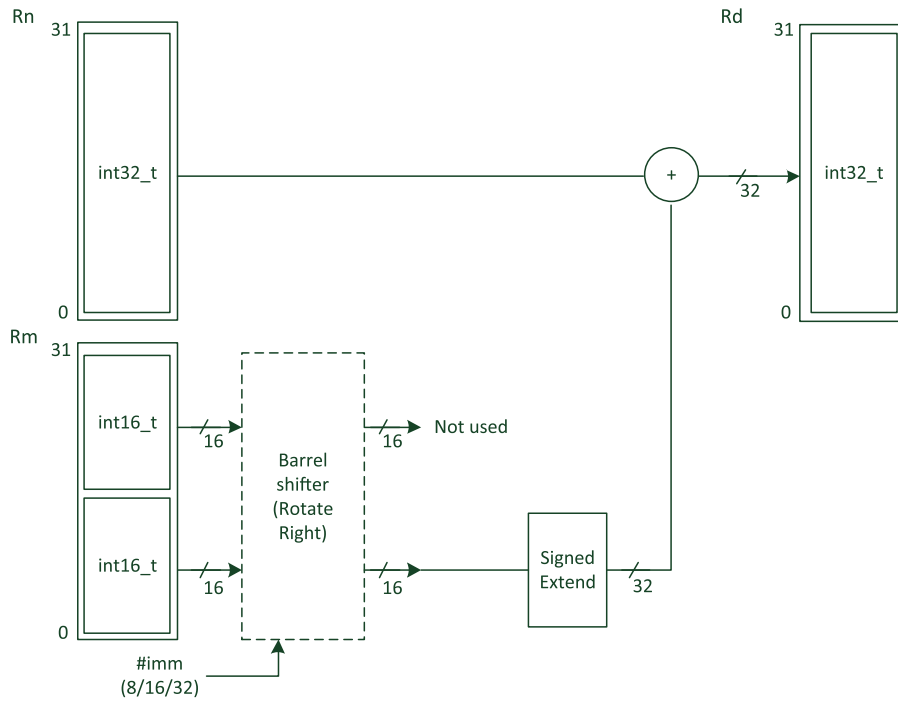 Rn
31
int32_t
0
Rd
31
int32_t
0
+
32
Rm
31
int16_t
int16_t
0
16
16
Barrel
shifter
(Rotate
Right)
16
Not used
16
Signed
Extend
32
#imm
(8/16/32)